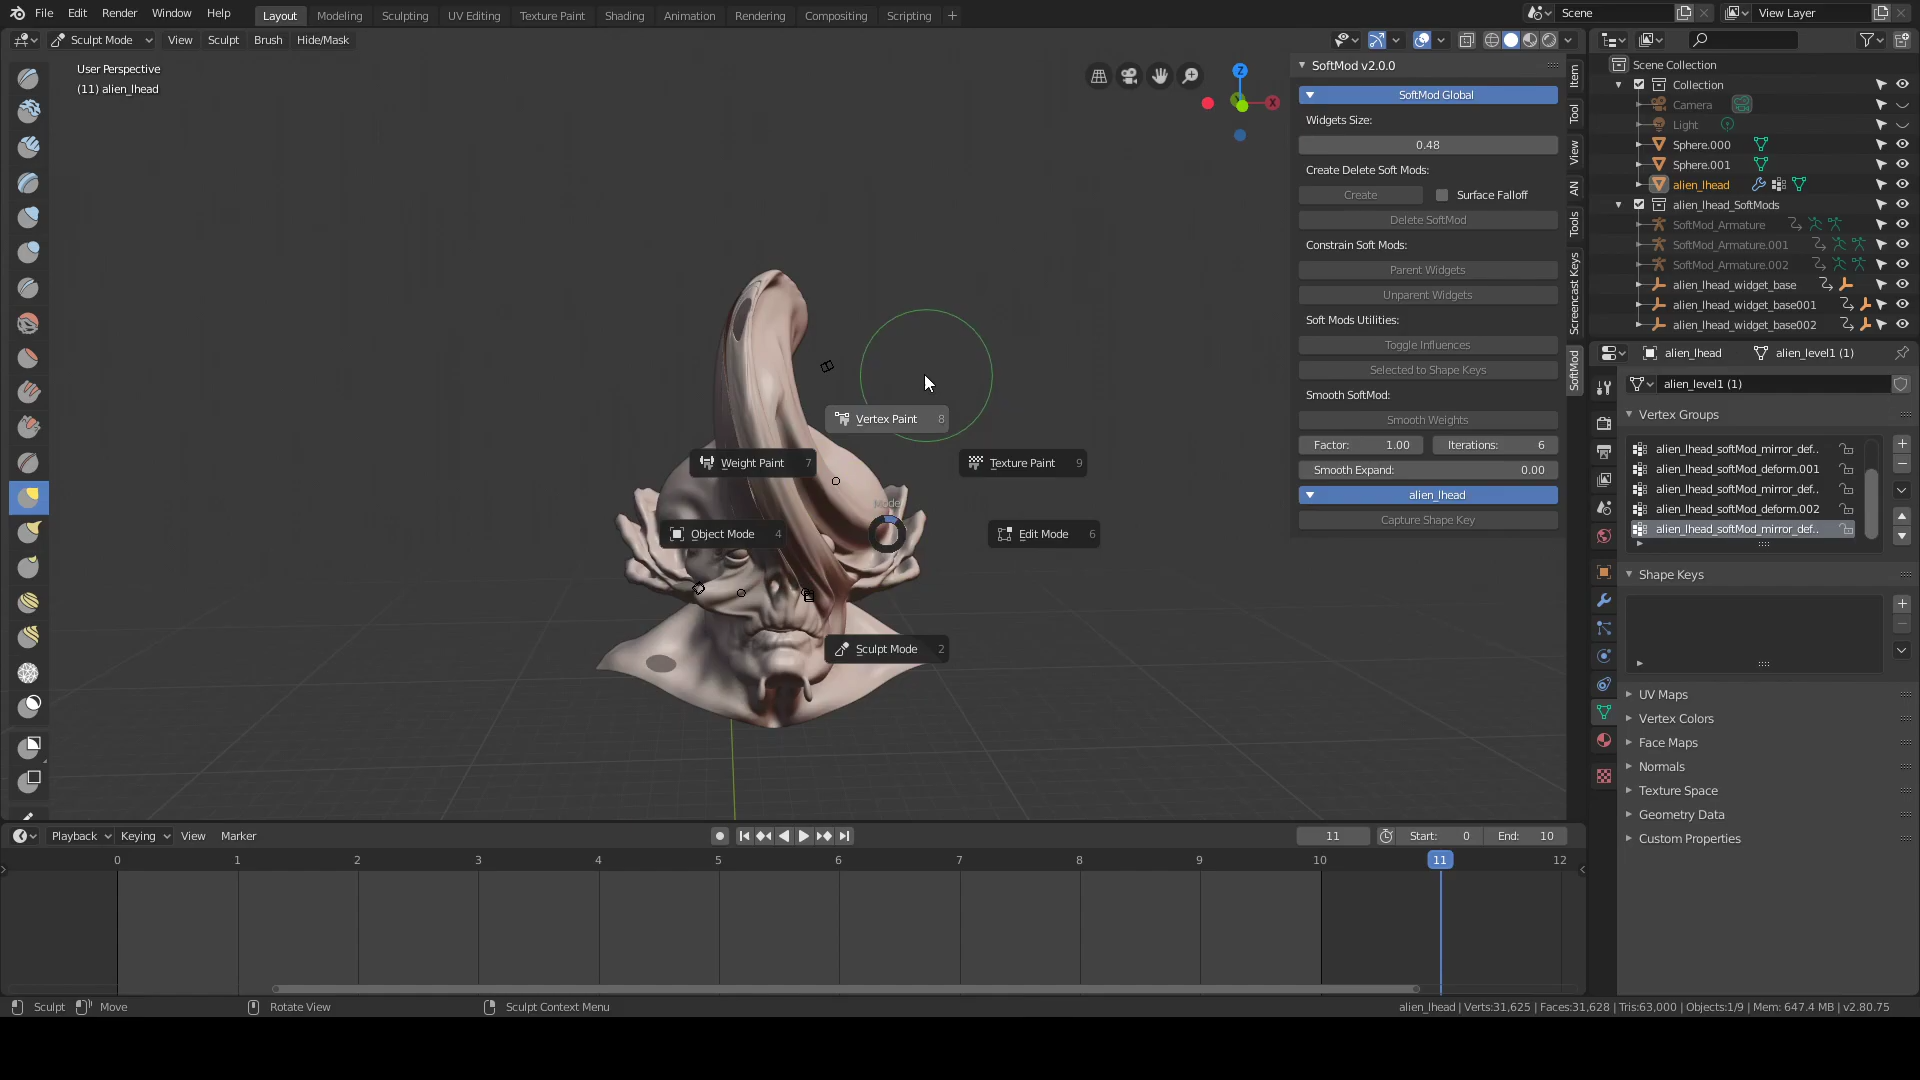 File Edit Render Window Help Layout Modeling Sculpting UV Editing Texture Paint Shading Animation Rendering Compositing Scripting + Scene View Layer
Sculpt Mode View Sculpt Brush Hide/Mask
User Perspective
(11) alien_lhead
Z
X
Y
SoftMod v2.0.0
SoftMod Global
Widgets Size:
0.48
Create Delete Soft Mods:
Create Surface Falloff
Delete SoftMod
Constrain Soft Mods:
Parent Widgets
Unparent Widgets
Soft Mods Utilities:
Toggle Influences
Selected to Shape Keys
Smooth SoftMod:
Smooth Weights
Factor: 1.00 Iterations: 6
Smooth Expand: 0.00
alien_lhead
Capture Shape Key
Item
Tool
View
AN
Tools
Screencast Keys
SoftMod
Vertex Paint 8
Weight Paint 7
Texture Paint 9
Mode
Object Mode 4
Edit Mode 6
Sculpt Mode 2
Scene Collection
Collection
Camera
Light
Sphere.000
Sphere.001
alien_lhead
alien_lhead_SoftMods
SoftMod_Armature
SoftMod_Armature.001
SoftMod_Armature.002
alien_lhead_widget_base
alien_lhead_widget_base001
alien_lhead_widget_base002
alien_lhead alien_level1 (1)
alien_level1 (1)
Vertex Groups
alien_lhead_softMod_mirror_def..
alien_lhead_softMod_deform.001
alien_lhead_softMod_mirror_def..
alien_lhead_softMod_deform.002
alien_lhead_softMod_mirror_def..
Shape Keys
UV Maps
Vertex Colors
Face Maps
Normals
Texture Space
Geometry Data
Custom Properties
Playback Keying View Marker 11 Start: 0 End: 10
0 1 2 3 4 5 6 7 8 9 10 11 12
Sculpt Move Rotate View Sculpt Context Menu alien_lhead | Verts:31,625 | Faces:31,628 | Tris:63,000 | Objects:1/9 | Mem: 647.4 MB | v2.80.75